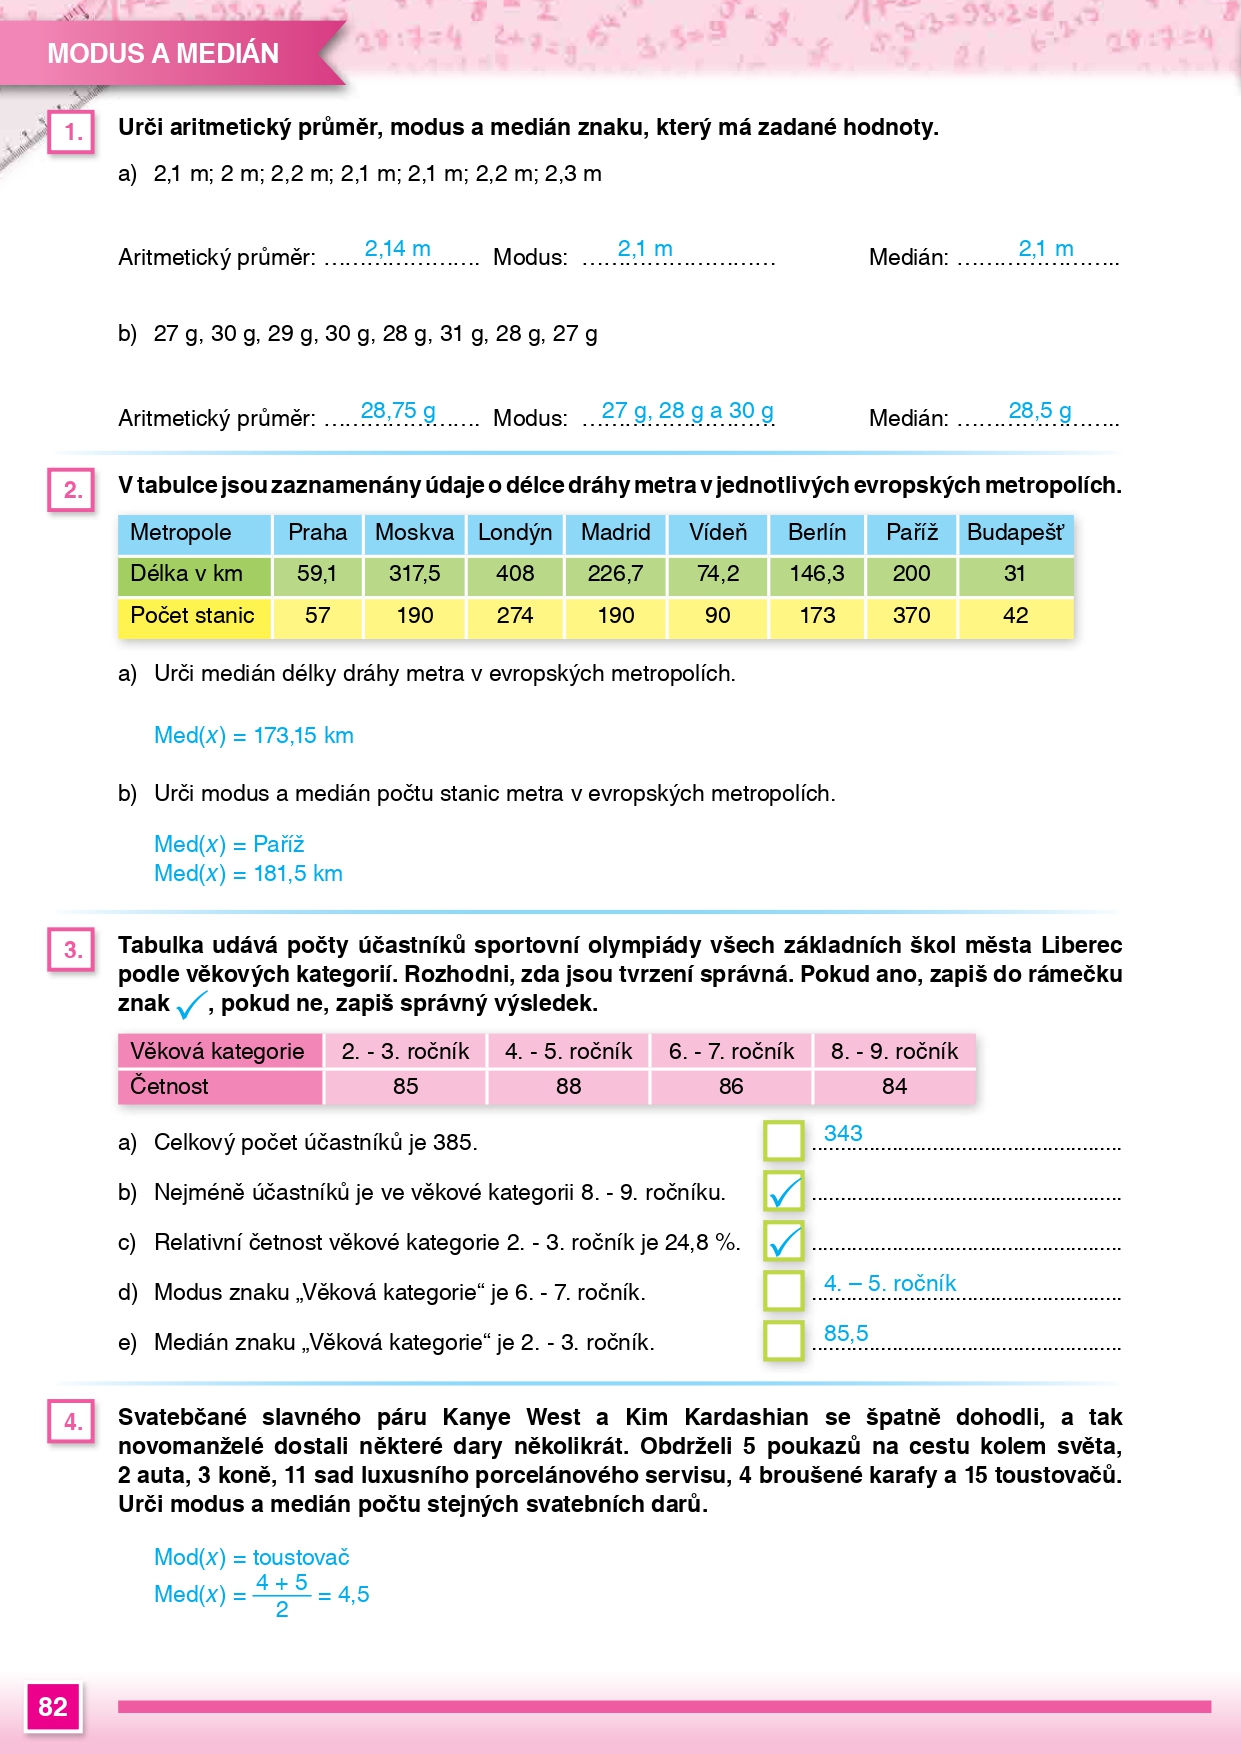 MODUS A MEDIÁN
1. Urči aritmetický průměr, modus a medián znaku, který má zadané hodnoty.
a) 2,1 m; 2 m; 2,2 m; 2,1 m; 2,1 m; 2,2 m; 2,3 m
Aritmetický průměr: 2,14 m Modus: 2,1 m Medián: 2,1 m
b) 27 g, 30 g, 29 g, 30 g, 28 g, 31 g, 28 g, 27 g
Aritmetický průměr: 28,75 g Modus: 27 g, 28 g a 30 g Medián: 28,5 g
2. V tabulce jsou zaznamenány údaje o délce dráhy metra v jednotlivých evropských metropolích.
Metropole Praha Moskva Londýn Madrid Vídeň Berlín Paříž Budapešť
Délka v km 59,1 317,5 408 226,7 74,2 146,3 200 31
Počet stanic 57 190 274 190 90 173 370 42
a) Urči medián délky dráhy metra v evropských metropolích.
Med(x) = 173,15 km
b) Urči modus a medián počtu stanic metra v evropských metropolích.
Med(x) = Paříž
Med(x) = 181,5 km
3. Tabulka udává počty účastníků sportovní olympiády všech základních škol města Liberec
podle věkových kategorií. Rozhodni, zda jsou tvrzení správná. Pokud ano, zapiš do rámečku
znak ✓, pokud ne, zapiš správný výsledek.
Věková kategorie 2. - 3. ročník 4. - 5. ročník 6. - 7. ročník 8. - 9. ročník
Četnost 85 88 86 84
a) Celkový počet účastníků je 385. 343
b) Nejméně účastníků je ve věkové kategorii 8. - 9. ročníku. ✓
c) Relativní četnost věkové kategorie 2. - 3. ročník je 24,8 %. ✓
d) Modus znaku „Věková kategorie“ je 6. - 7. ročník. 4. – 5. ročník
e) Medián znaku „Věková kategorie“ je 2. - 3. ročník. 85,5
4. Svatebčané slavného páru Kanye West a Kim Kardashian se špatně dohodli, a tak
novomanželé dostali některé dary několikrát. Obdrželi 5 poukazů na cestu kolem světa,
2 auta, 3 koně, 11 sad luxusního porcelánového servisu, 4 broušené karafy a 15 toustovačů.
Urči modus a medián počtu stejných svatebních darů.
Mod(x) = toustovač
Med(x) = (4 + 5)/2 = 4,5
82